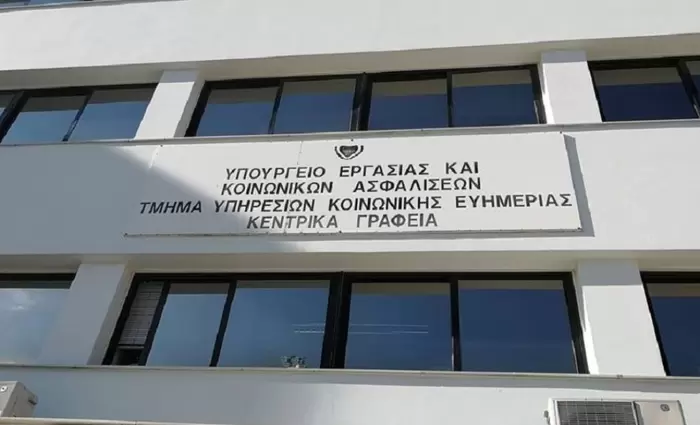 ΥΠΟΥΡΓΕΙΟ ΕΡΓΑΣΙΑΣ ΚΑΙ
ΚΟΙΝΩΝΙΚΩΝ ΑΣΦΑΛΙΣΕΩΝ
ΤΜΗΜΑ ΥΠΗΡΕΣΙΩΝ ΚΟΙΝΩΝΙΚΗΣ ΕΥΗΜΕΡΙΑΣ
ΚΕΝΤΡΙΚΑ ΓΡΑΦΕΙΑ